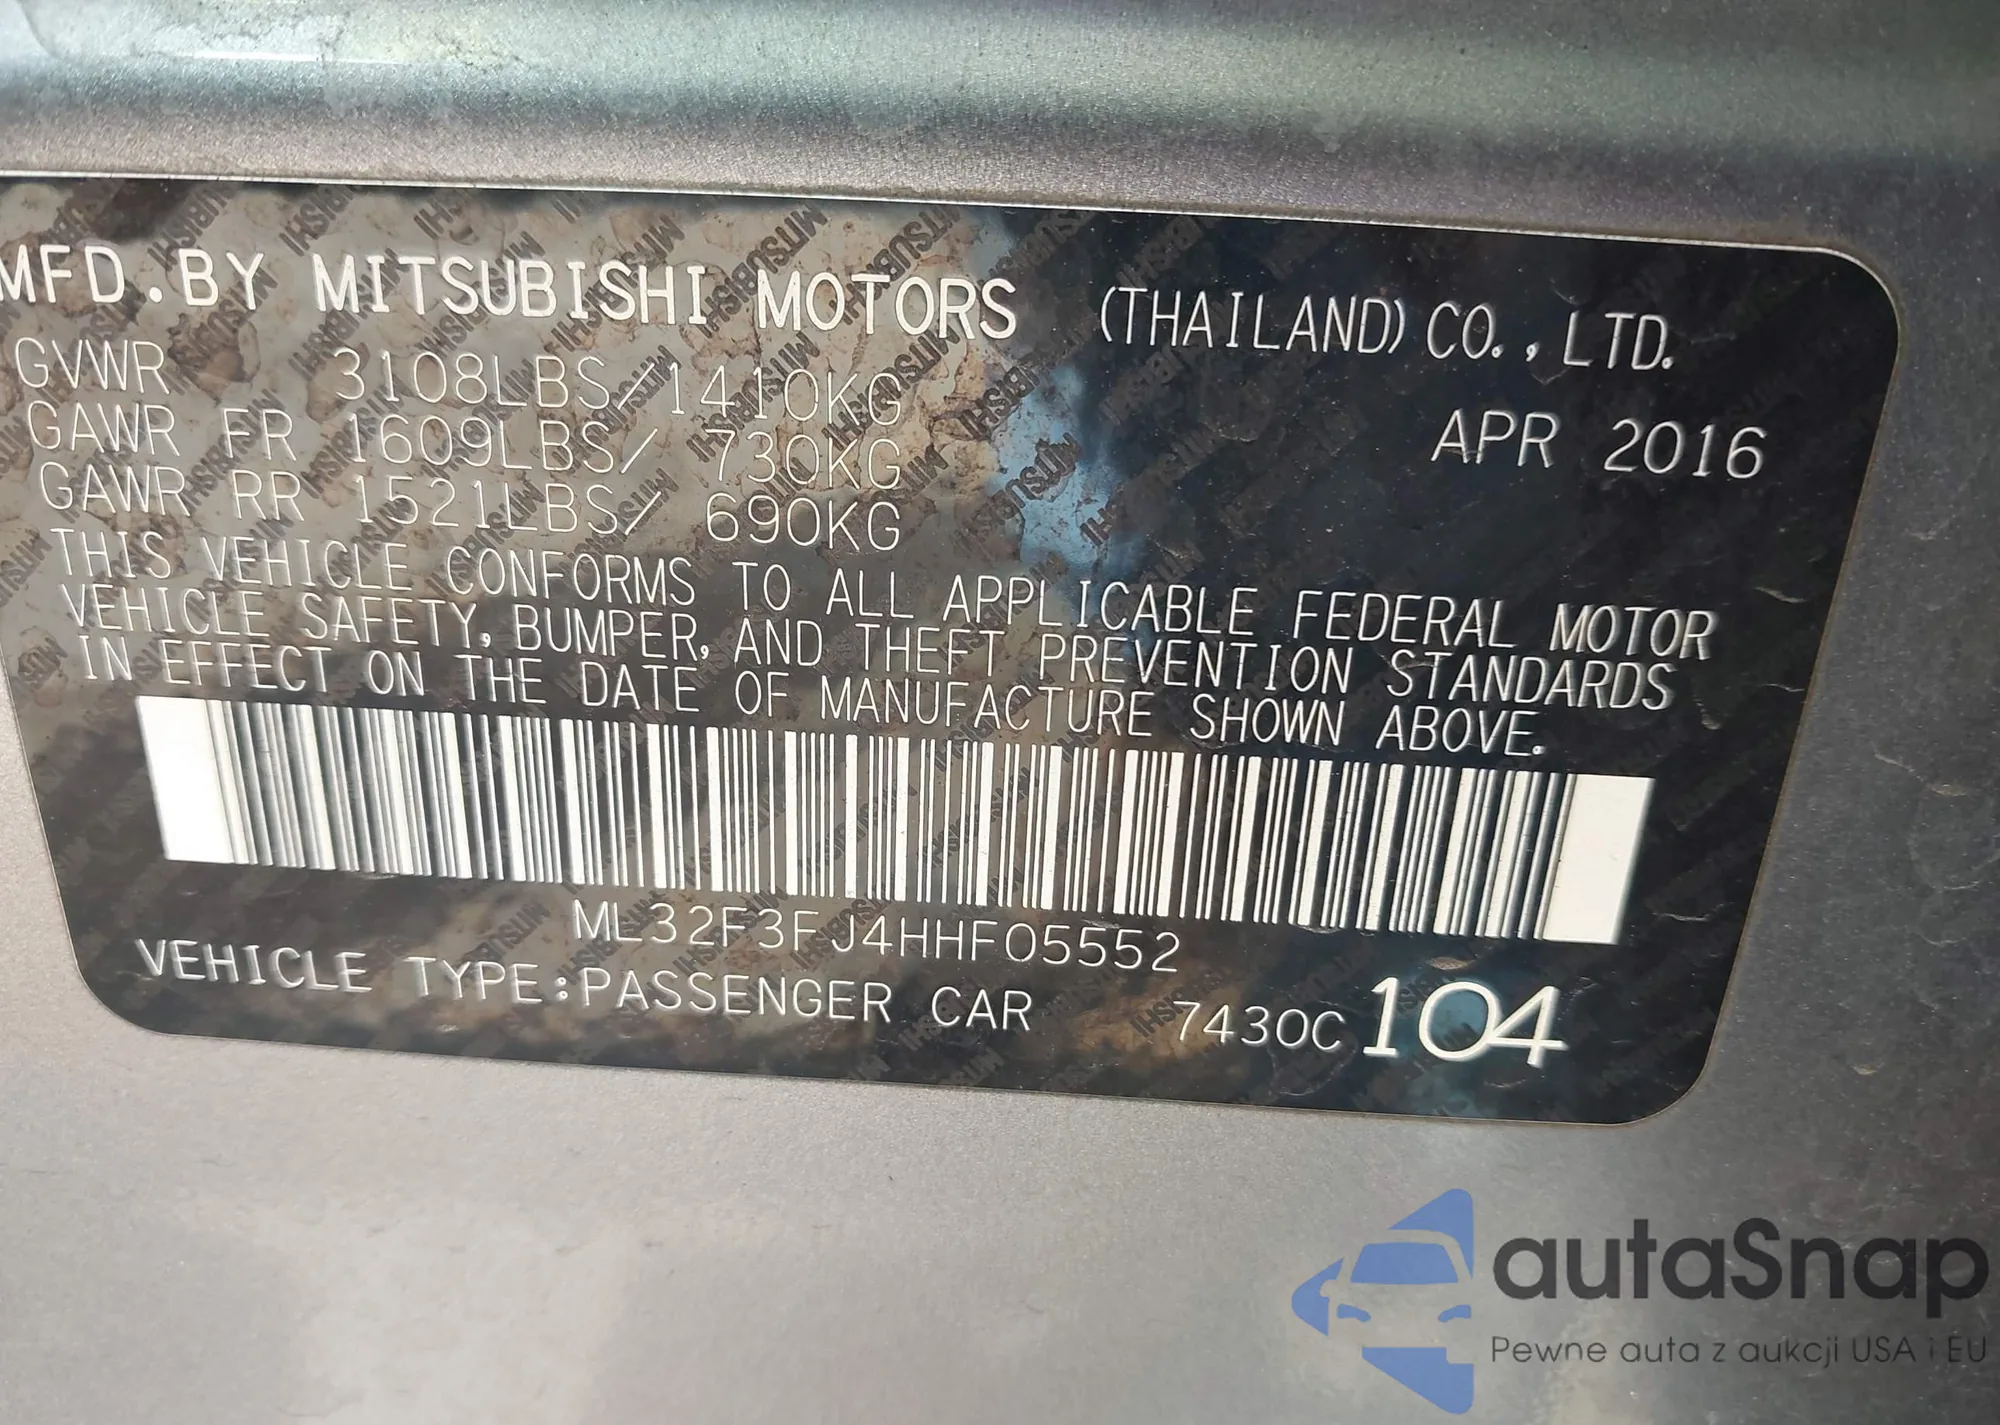 MFD.BY MITSUBISHI MOTORS (THAILAND) CO.,LTD.
GVWR 3108LBS/1410KG
APR 2016
GAWR FR 1609LBS/ 730KG
GAWR RR 1521LBS/ 690KG
THIS VEHICLE CONFORMS TO ALL APPLICABLE FEDERAL MOTOR
VEHICLE SAFETY, BUMPER, AND THEFT PREVENTION STANDARDS
IN EFFECT ON THE DATE OF MANUFACTURE SHOWN ABOVE.
ML32F3FJ4HHF05552
VEHICLE TYPE:PASSENGER CAR 7430C 104
autaSnap
Pewne auta z aukcji USA i EU